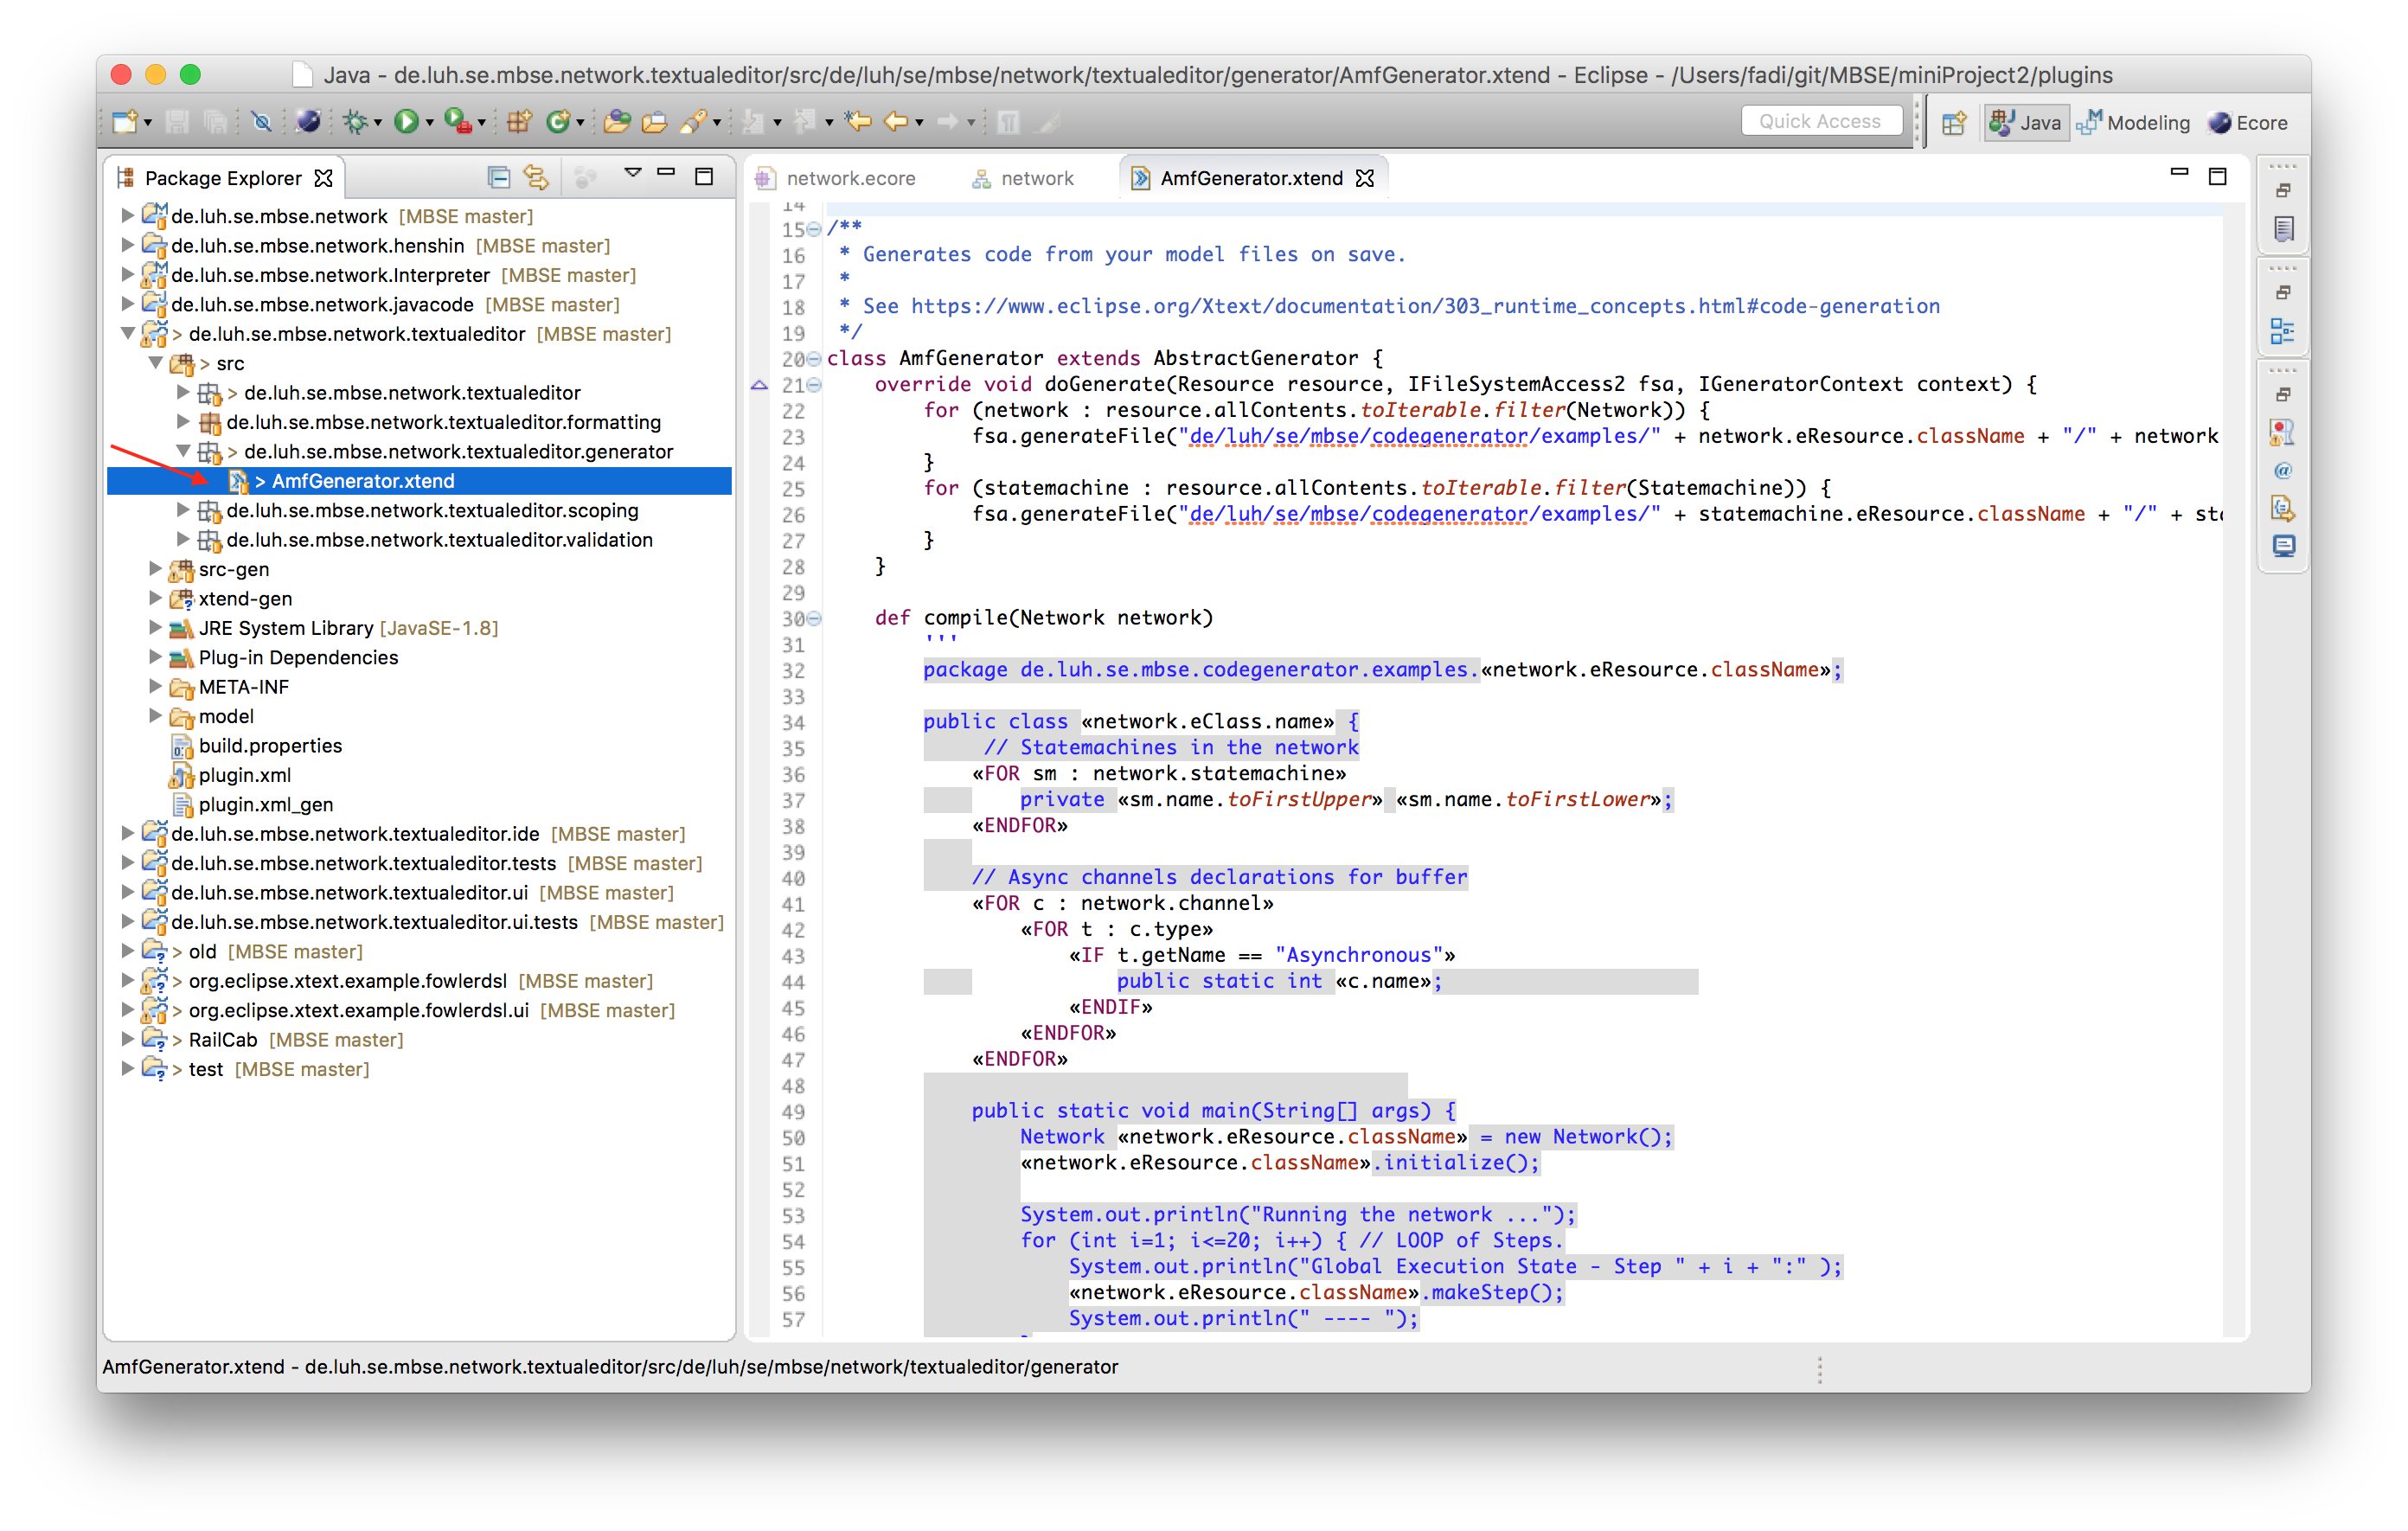 Java - de.luh.se.mbse.network.textualeditor/src/de/luh/se/mbse/network/textualeditor/generator/AmfGenerator.xtend - Eclipse - /Users/fadi/git/MBSE/miniProject2/plugins
Quick Access
Java
Modeling
Ecore
Package Explorer
de.luh.se.mbse.network [MBSE master]
de.luh.se.mbse.network.henshin [MBSE master]
de.luh.se.mbse.network.Interpreter [MBSE master]
de.luh.se.mbse.network.javacode [MBSE master]
> de.luh.se.mbse.network.textualeditor [MBSE master]
> src
> de.luh.se.mbse.network.textualeditor
de.luh.se.mbse.network.textualeditor.formatting
> de.luh.se.mbse.network.textualeditor.generator
> AmfGenerator.xtend
de.luh.se.mbse.network.textualeditor.scoping
de.luh.se.mbse.network.textualeditor.validation
src-gen
xtend-gen
JRE System Library [JavaSE-1.8]
Plug-in Dependencies
META-INF
model
build.properties
plugin.xml
plugin.xml_gen
de.luh.se.mbse.network.textualeditor.ide [MBSE master]
de.luh.se.mbse.network.textualeditor.tests [MBSE master]
de.luh.se.mbse.network.textualeditor.ui [MBSE master]
de.luh.se.mbse.network.textualeditor.ui.tests [MBSE master]
> old [MBSE master]
> org.eclipse.xtext.example.fowlerdsl [MBSE master]
> org.eclipse.xtext.example.fowlerdsl.ui [MBSE master]
> RailCab [MBSE master]
> test [MBSE master]
network.ecore
network
AmfGenerator.xtend
14
15 /**
16 * Generates code from your model files on save.
17 *
18 * See https://www.eclipse.org/Xtext/documentation/303_runtime_concepts.html#code-generation
19 */
20 class AmfGenerator extends AbstractGenerator {
21 override void doGenerate(Resource resource, IFileSystemAccess2 fsa, IGeneratorContext context) {
22 for (network : resource.allContents.toIterable.filter(Network)) {
23 fsa.generateFile("de/luh/se/mbse/codegenerator/examples/" + network.eResource.className + "/" + network
24 }
25 for (statemachine : resource.allContents.toIterable.filter(Statemachine)) {
26 fsa.generateFile("de/luh/se/mbse/codegenerator/examples/" + statemachine.eResource.className + "/" +
27 }
28 }
29
30 def compile(Network network)
31 '''
32 package de.luh.se.mbse.codegenerator.examples.«network.eResource.className»;
33
34 public class «network.eClass.name» {
35 // Statemachines in the network
36 «FOR sm : network.statemachine»
37 private «sm.name.toFirstUpper» «sm.name.toFirstLower»;
38 «ENDFOR»
39
40 // Async channels declarations for buffer
41 «FOR c : network.channel»
42 «FOR t : c.type»
43 «IF t.getName == "Asynchronous"»
44 public static int «c.name»;
45 «ENDIF»
46 «ENDFOR»
47 «ENDFOR»
48
49 public static void main(String[] args) {
50 Network «network.eResource.className» = new Network();
51 «network.eResource.className».initialize();
52
53 System.out.println("Running the network ...");
54 for (int i=1; i<=20; i++) { // LOOP of Steps.
55 System.out.println("Global Execution State - Step " + i + ":" );
56 «network.eResource.className».makeStep();
57 System.out.println(" ---- ");
AmfGenerator.xtend - de.luh.se.mbse.network.textualeditor/src/de/luh/se/mbse/network/textualeditor/generator